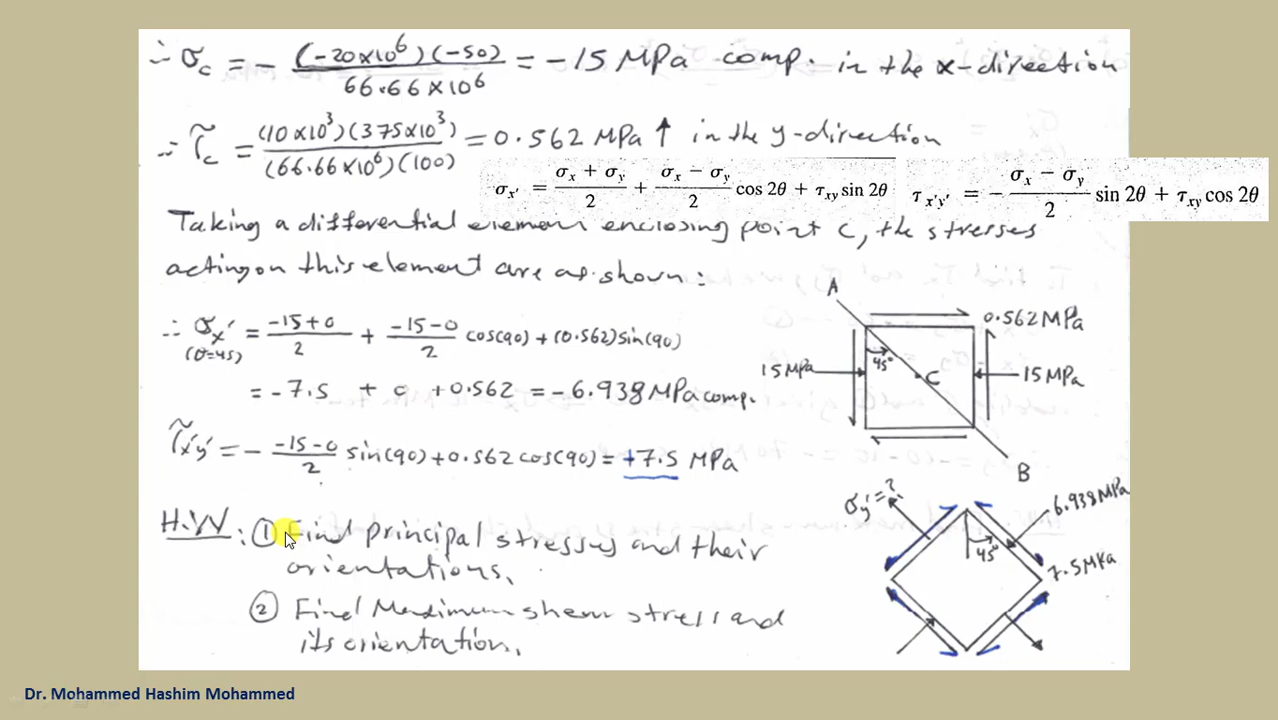 ∴ σc = - (-20×10⁶)(-50) / 66.66×10⁶ = -15 MPa comp. in the x-direction
∴ τc = (10×10³)(375×10³) / (66.66×10⁶)(100) = 0.562 MPa ↑ in the y-direction
σx' = (σx + σy)/2 + (σx - σy)/2 cos 2θ + τxy sin 2θ
τx'y' = - (σx - σy)/2 sin 2θ + τxy cos 2θ
Taking a differential element enclosing point C, the stresses
acting on this element are as shown:
∴ σx' (θ=45) = (-15+0)/2 + (-15-0)/2 cos(90) + (0.562) sin(90)
= -7.5 + 0 + 0.562 = -6.938 MPa comp.
τx'y' = - (-15-0)/2 sin(90) + 0.562 cos(90) = +7.5 MPa
A
0.562 MPa
45°
15 MPa
C
15 MPa
B
H.W: ① Find principal stresses and their
orientations.
② Find Maximum shear stress and
its orientation.
σy' = ?
6.938 MPa
45°
7.5 MPa
Dr. Mohammed Hashim Mohammed